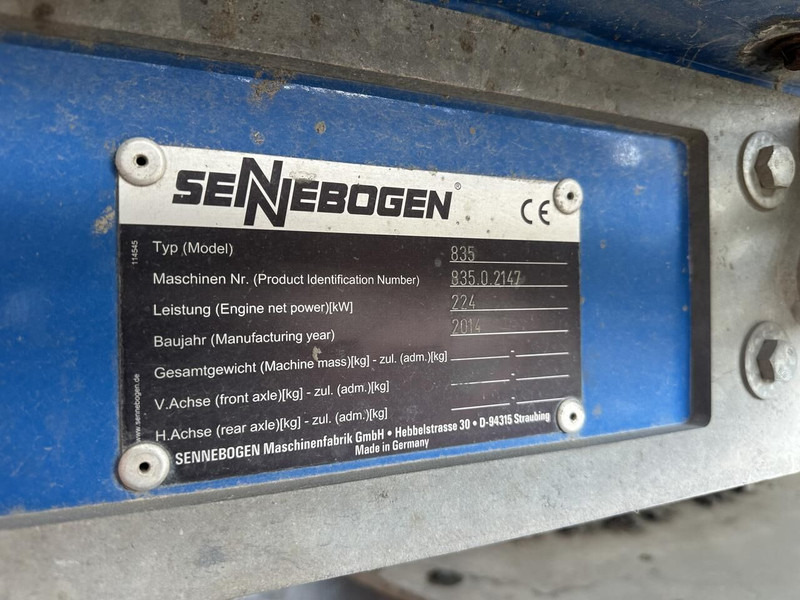 SENNEBOGEN® CE
114545
Typ (Model) 835
Maschinen Nr. (Product Identification Number) 835.0.2147
Leistung (Engine net power)[kW] 224
Baujahr (Manufacturing year) 2014
Gesamtgewicht (Machine mass)[kg] - zul. (adm.)[kg] -
V.Achse (front axle)[kg] - zul. (adm.)[kg] -
H.Achse (rear axle)[kg] - zul. (adm.)[kg] -
www.sennebogen.de
SENNEBOGEN Maschinenfabrik GmbH • Hebbelstrasse 30 • D-94315 Straubing
Made in Germany